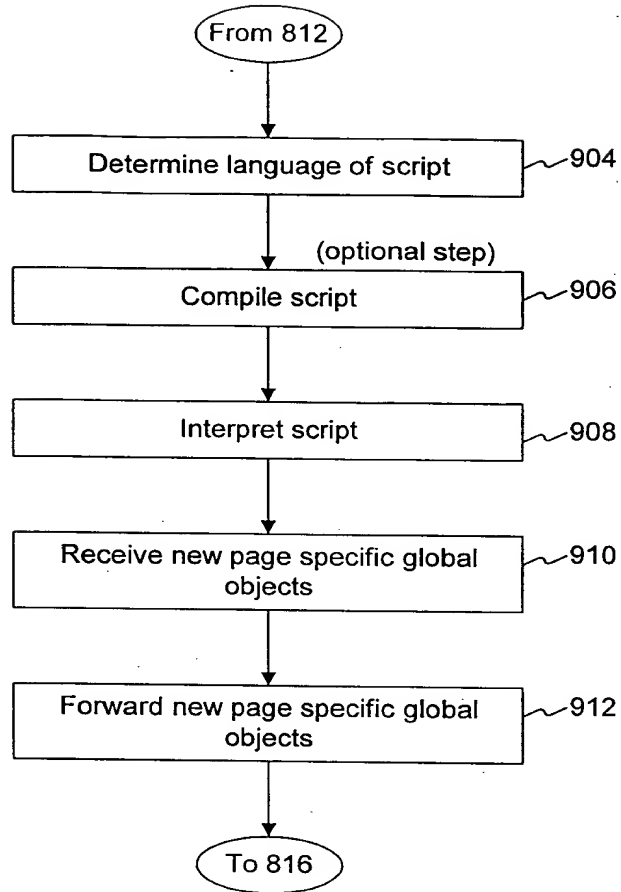 From 812
Determine language of script
904
(optional step)
Compile script
906
Interpret script
908
Receive new page specific global
objects
910
Forward new page specific global
objects
912
To 816